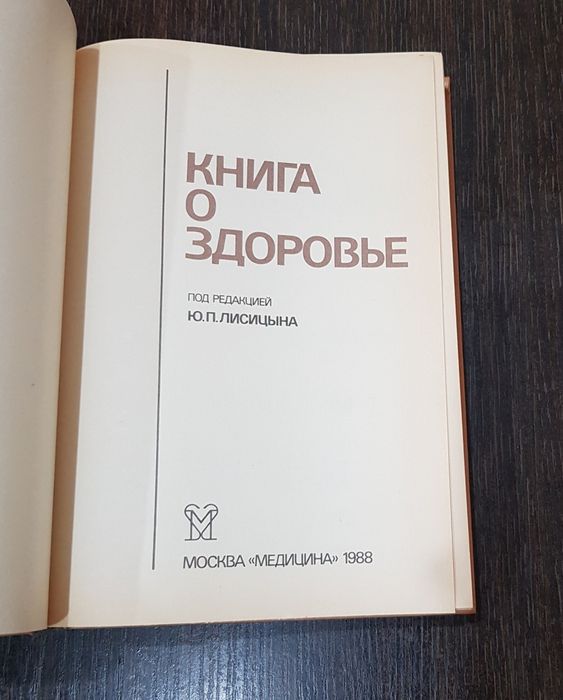 КНИГА
О
ЗДОРОВЬЕ
ПОД РЕДАКЦИЕЙ
Ю.П.ЛИСИЦЫНА
МОСКВА «МЕДИЦИНА» 1988